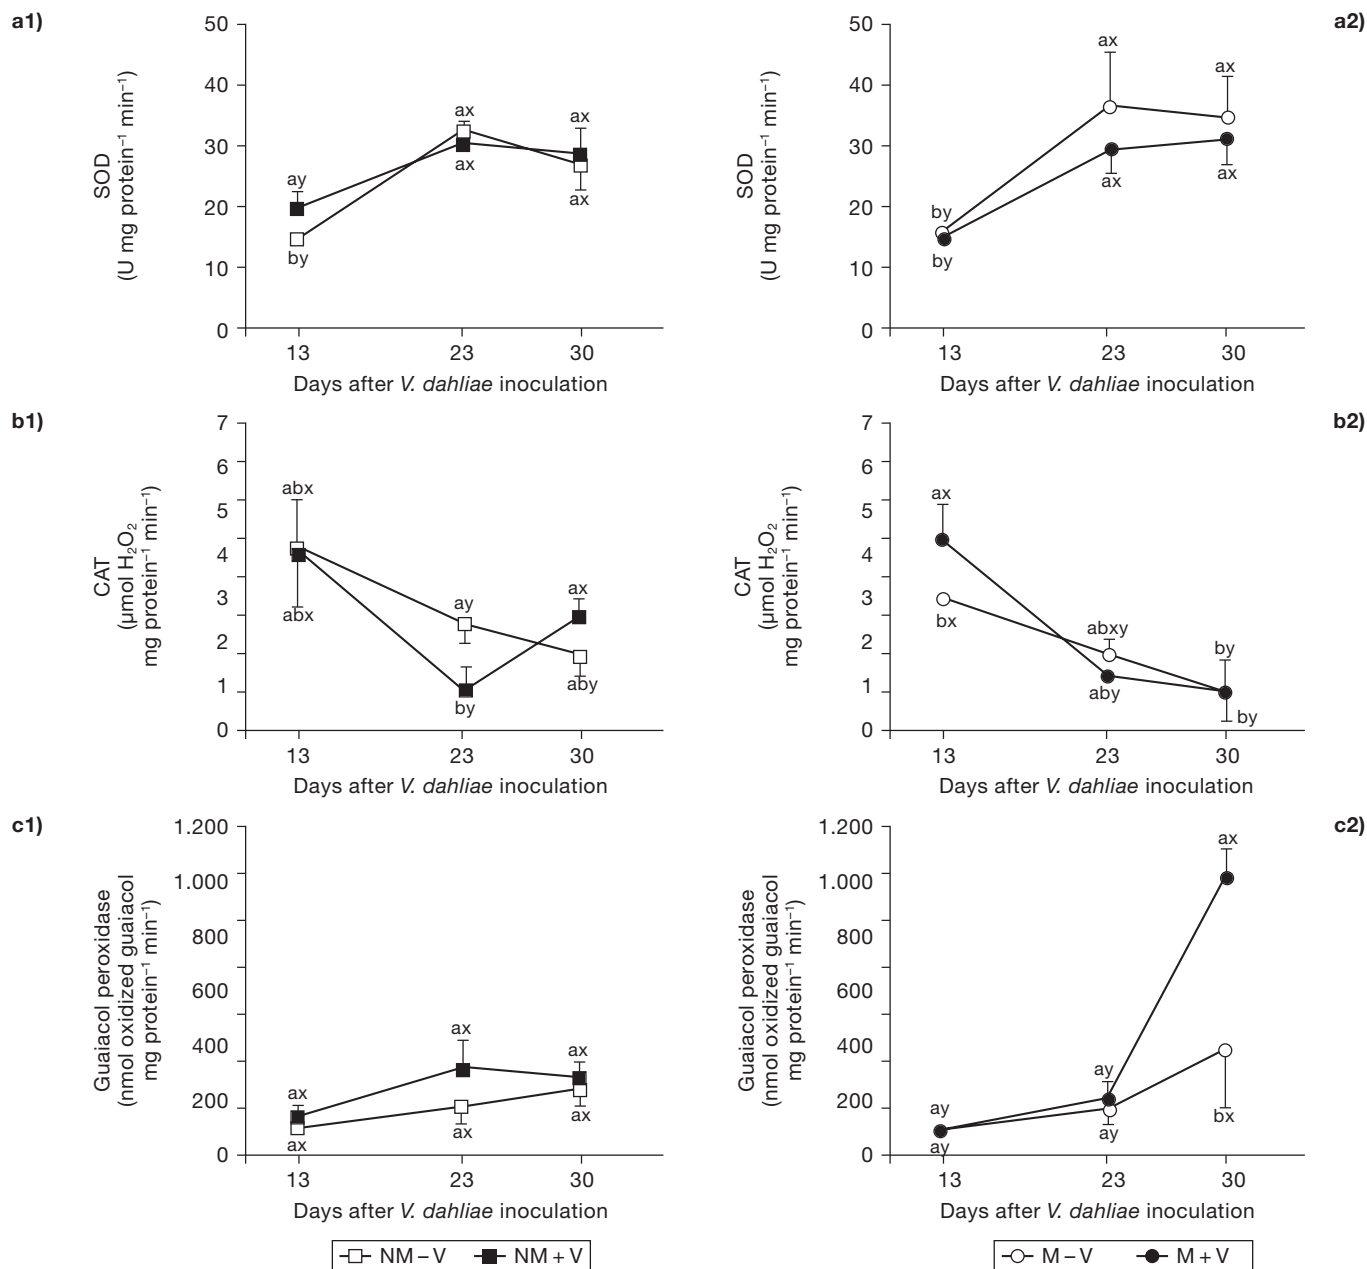 a1)
50
40
30
20
10
0
SOD
(U mg protein⁻¹ min⁻¹)
ay
by
ax
ax
ax
ax
13 23 30
Days after V. dahliae inoculation
a2)
50
40
30
20
10
0
SOD
(U mg protein⁻¹ min⁻¹)
by
by
ax
ax
ax
ax
13 23 30
Days after V. dahliae inoculation
b1)
7
6
5
4
3
2
1
0
CAT
(µmol H₂O₂
mg protein⁻¹ min⁻¹)
abx
abx
ay
by
ax
aby
13 23 30
Days after V. dahliae inoculation
b2)
7
6
5
4
3
2
1
0
CAT
(µmol H₂O₂
mg protein⁻¹ min⁻¹)
ax
bx
abxy
aby
by
by
13 23 30
Days after V. dahliae inoculation
c1)
1.200
1.000
800
600
400
200
0
Guaiacol peroxidase
(nmol oxidized guaiacol
mg protein⁻¹ min⁻¹)
ax
ax
ax
ax
ax
ax
13 23 30
Days after V. dahliae inoculation
NM – V NM + V
c2)
1.200
1.000
800
600
400
200
0
Guaiacol peroxidase
(nmol oxidized guaiacol
mg protein⁻¹ min⁻¹)
ay
ay
ay
ay
ax
bx
13 23 30
Days after V. dahliae inoculation
M – V M + V